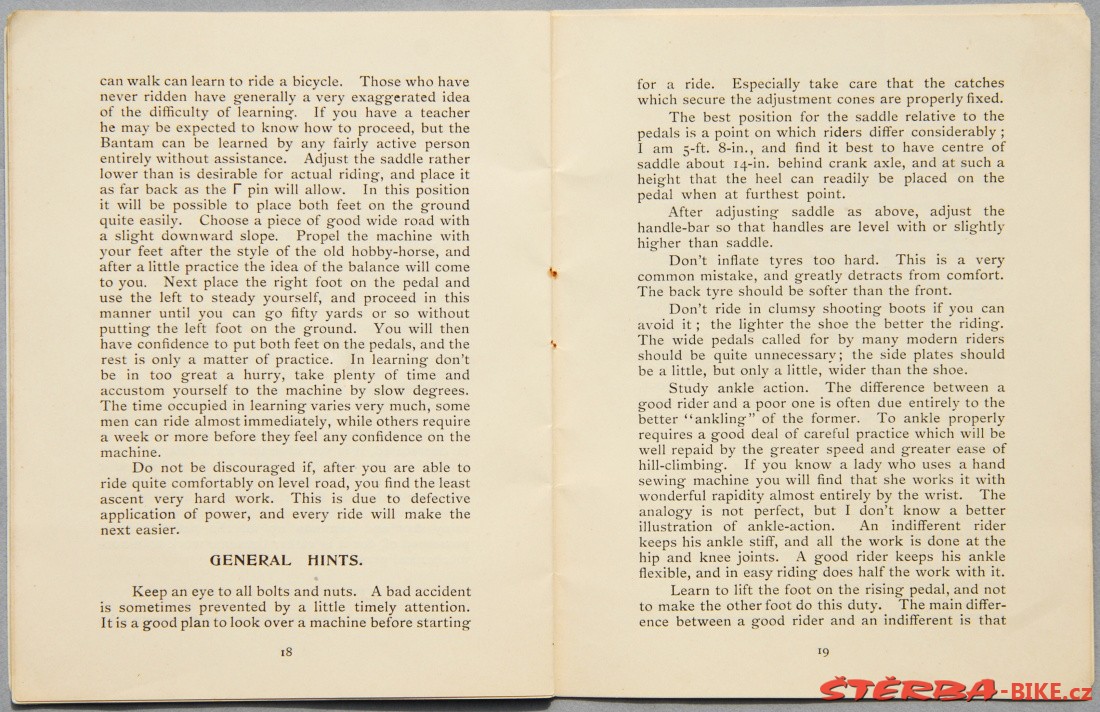 can walk can learn to ride a bicycle. Those who have
never ridden have generally a very exaggerated idea
of the difficulty of learning. If you have a teacher
he may be expected to know how to proceed, but the
Bantam can be learned by any fairly active person
entirely without assistance. Adjust the saddle rather
lower than is desirable for actual riding, and place it
as far back as the Γ pin will allow. In this position
it will be possible to place both feet on the ground
quite easily. Choose a piece of good wide road with
a slight downward slope. Propel the machine with
your feet after the style of the old hobby-horse, and
after a little practice the idea of the balance will come
to you. Next place the right foot on the pedal and
use the left to steady yourself, and proceed in this
manner until you can go fifty yards or so without
putting the left foot on the ground. You will then
have confidence to put both feet on the pedals, and the
rest is only a matter of practice. In learning don't
be in too great a hurry, take plenty of time and
accustom yourself to the machine by slow degrees.
The time occupied in learning varies very much, some
men can ride almost immediately, while others require
a week or more before they feel any confidence on the
machine.
Do not be discouraged if, after you are able to
ride quite comfortably on level road, you find the least
ascent very hard work. This is due to defective
application of power, and every ride will make the
next easier.
GENERAL HINTS.
Keep an eye to all bolts and nuts. A bad accident
is sometimes prevented by a little timely attention.
It is a good plan to look over a machine before starting
18
for a ride. Especially take care that the catches
which secure the adjustment cones are properly fixed.
The best position for the saddle relative to the
pedals is a point on which riders differ considerably;
I am 5-ft. 8-in., and find it best to have centre of
saddle about 14-in. behind crank axle, and at such a
height that the heel can readily be placed on the
pedal when at furthest point.
After adjusting saddle as above, adjust the
handle-bar so that handles are level with or slightly
higher than saddle.
Don't inflate tyres too hard. This is a very
common mistake, and greatly detracts from comfort.
The back tyre should be softer than the front.
Don't ride in clumsy shooting boots if you can
avoid it; the lighter the shoe the better the riding.
The wide pedals called for by many modern riders
should be quite unnecessary; the side plates should
be a little, but only a little, wider than the shoe.
Study ankle action. The difference between a
good rider and a poor one is often due entirely to the
better "ankling" of the former. To ankle properly
requires a good deal of careful practice which will be
well repaid by the greater speed and greater ease of
hill-climbing. If you know a lady who uses a hand
sewing machine you will find that she works it with
wonderful rapidity almost entirely by the wrist. The
analogy is not perfect, but I don't know a better
illustration of ankle-action. An indifferent rider
keeps his ankle stiff, and all the work is done at the
hip and knee joints. A good rider keeps his ankle
flexible, and in easy riding does half the work with it.
Learn to lift the foot on the rising pedal, and not
to make the other foot do this duty. The main differ-
ence between a good rider and an indifferent is that
19
ŠTĚRBA-BIKE.cz